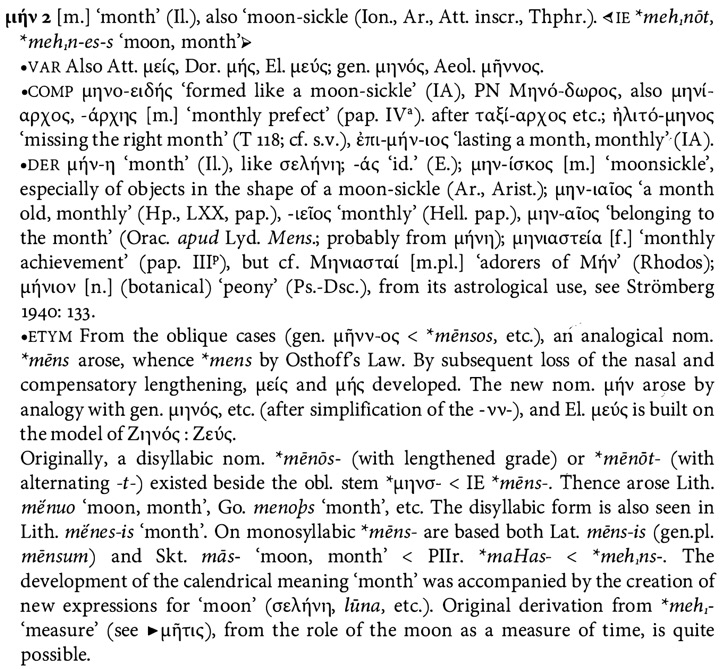 μήν 2 [m.] ‘month’ (Il.), also ‘moon-sickle (Ion., Ar., Att. inscr., Thphr.). ⊲IE *meh₁nōt,
*meh₁n-es-s ‘moon, month’⊳
•VAR Also Att. μείς, Dor. μής, El. μεύς; gen. μηνός, Aeol. μῆννος.
•COMP μηνο-ειδής ‘formed like a moon-sickle’ (IA), PN Μηνό-δωρος, also μηνί-
αρχος, -άρχης [m.] ‘monthly prefect’ (pap. IVᵃ). after ταξί-αρχος etc.; ἠλιτό-μηνος
‘missing the right month’ (T 118; cf. s.v.), ἐπι-μήν-ιος ‘lasting a month, monthly’ (IA).
•DER μήν-η ‘month’ (Il.), like σελήνη; -άς ‘id.’ (E.); μην-ίσκος [m.] ‘moonsickle’,
especially of objects in the shape of a moon-sickle (Ar., Arist.); μην-ιαῖος ‘a month
old, monthly’ (Hp., LXX, pap.), -ιεῖος ‘monthly’ (Hell. pap.), μην-αῖος ‘belonging to
the month’ (Orac. apud Lyd. Mens.; probably from μήνη); μηνιαστεία [f.] ‘monthly
achievement’ (pap. IIIᵖ), but cf. Μηνιασταί [m.pl.] ‘adorers of Μήν’ (Rhodos);
μήνιον [n.] (botanical) ‘peony’ (Ps.-Dsc.), from its astrological use, see Strömberg
1940: 133.
•ETYM From the oblique cases (gen. μῆνν-ος < *mēnsos, etc.), an analogical nom.
*mēns arose, whence *mens by Osthoff’s Law. By subsequent loss of the nasal and
compensatory lengthening, μείς and μής developed. The new nom. μήν arose by
analogy with gen. μηνός, etc. (after simplification of the -νν-), and El. μεύς is built on
the model of Ζηνός : Ζεύς.
Originally, a disyllabic nom. *mēnōs- (with lengthened grade) or *mēnōt- (with
alternating -t-) existed beside the obl. stem *μηνσ- < IE *mēns-. Thence arose Lith.
mė́nuo ‘moon, month’, Go. menoþs ‘month’, etc. The disyllabic form is also seen in
Lith. mė́nes-is ‘month’. On monosyllabic *mēns- are based both Lat. mēns-is (gen.pl.
mēnsum) and Skt. mās- ‘moon, month’ < PIIr. *maHas- < *meh₁ns-. The
development of the calendrical meaning ‘month’ was accompanied by the creation of
new expressions for ‘moon’ (σελήνη, lūna, etc.). Original derivation from *meh₁-
‘measure’ (see ►μῆτις), from the role of the moon as a measure of time, is quite
possible.